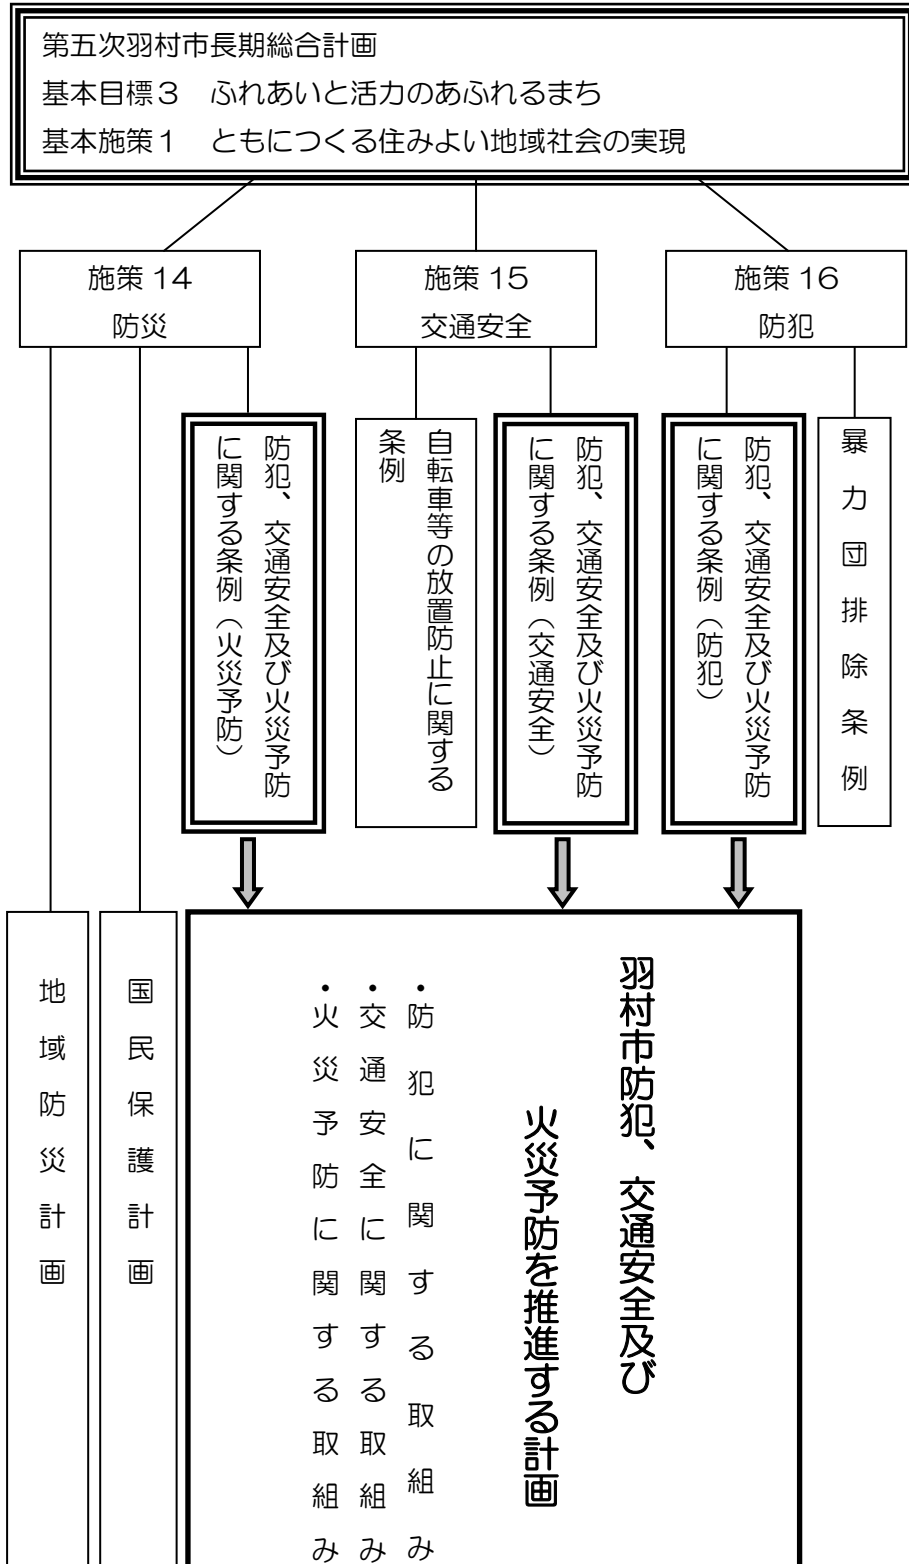 第五次羽村市長期総合計画
基本目標３　ふれあいと活力のあふれるまち
基本施策１　ともにつくる住みよい地域社会の実現
施策 14
防災
施策 15
交通安全
施策 16
防犯
防犯、交通安全及び火災予防
に関する条例（火災予防）
自転車等の放置防止に関する
条例
防犯、交通安全及び火災予防
に関する条例（交通安全）
防犯、交通安全及び火災予防
に関する条例（防犯）
暴力団排除条例
地域防災計画
国民保護計画
羽村市防犯、交通安全及び
火災予防を推進する計画
・防犯に関する取組み
・交通安全に関する取組み
・火災予防に関する取組み